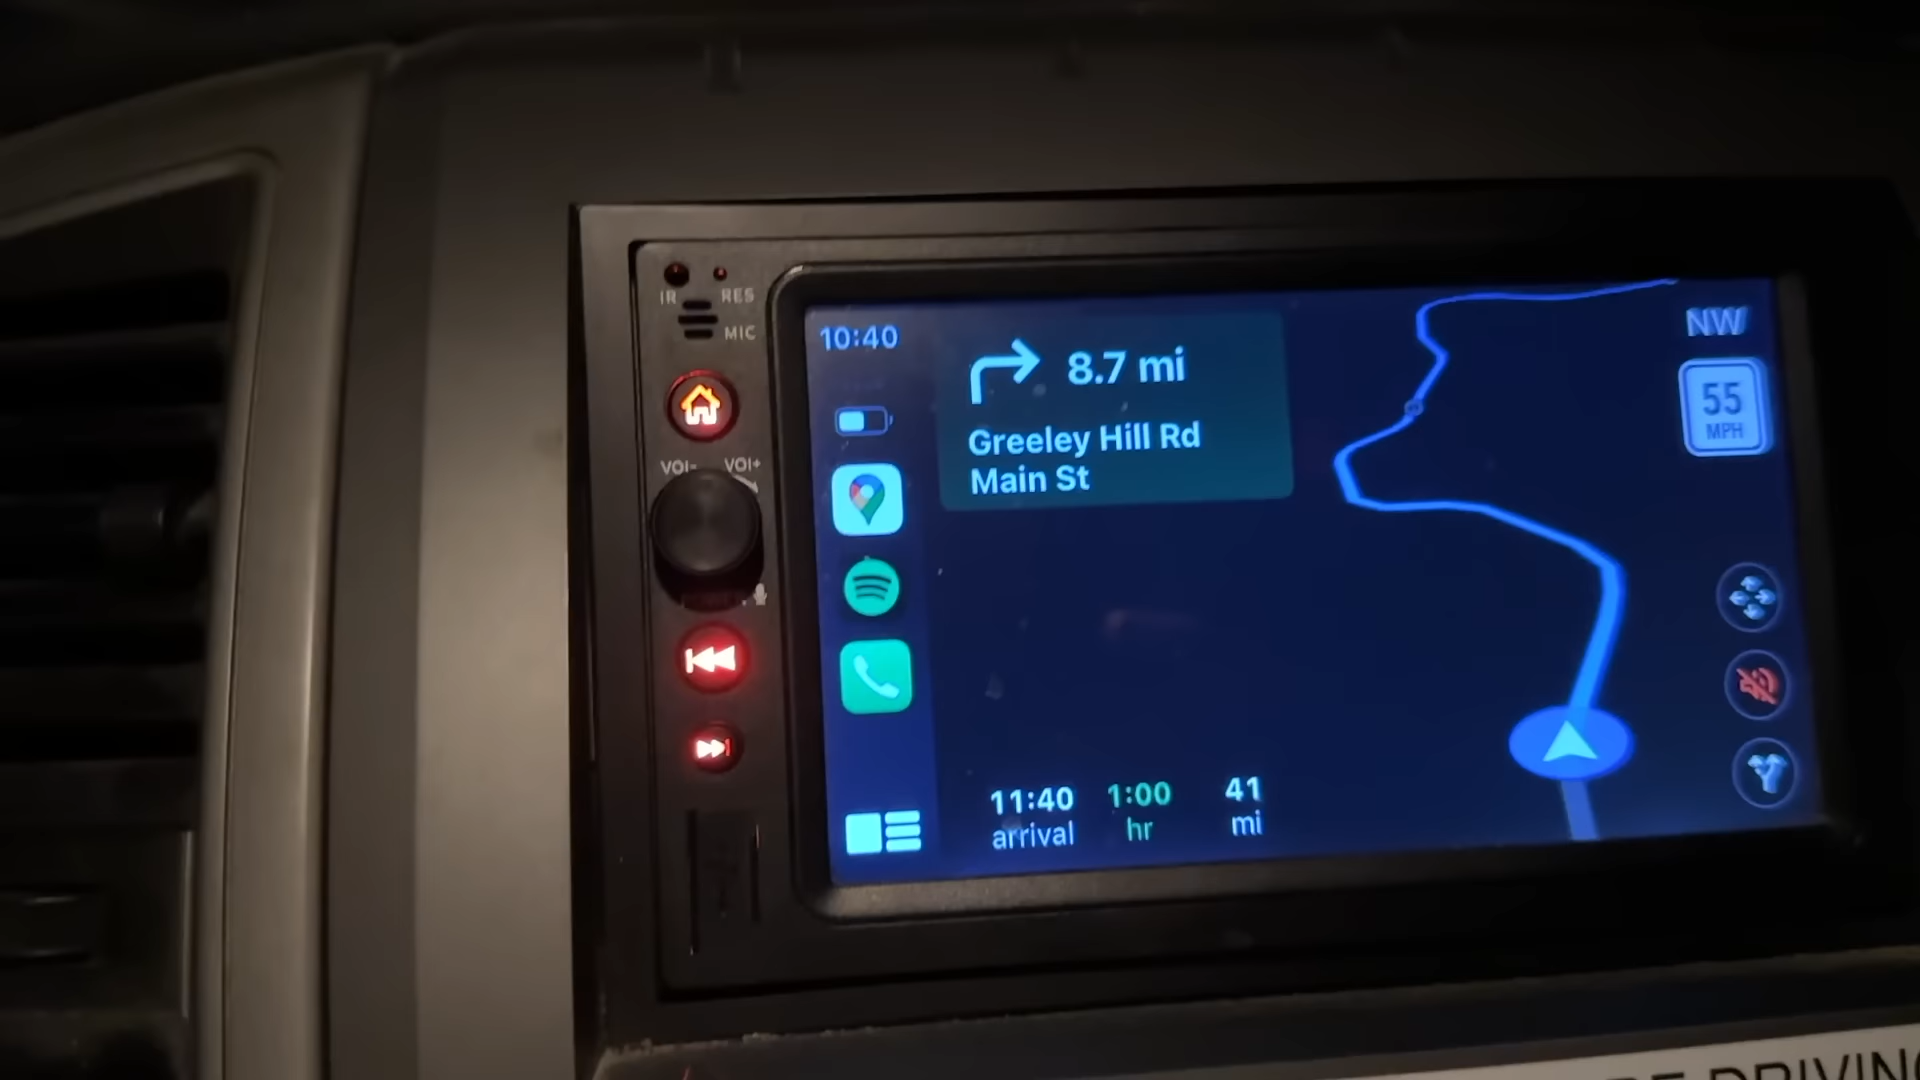 IR
RES
MIC
VOl-
VOl+
10:40
8.7 mi
Greeley Hill Rd
Main St
NW
55
MPH
11:40
arrival
1:00
hr
41
mi
DRIVING